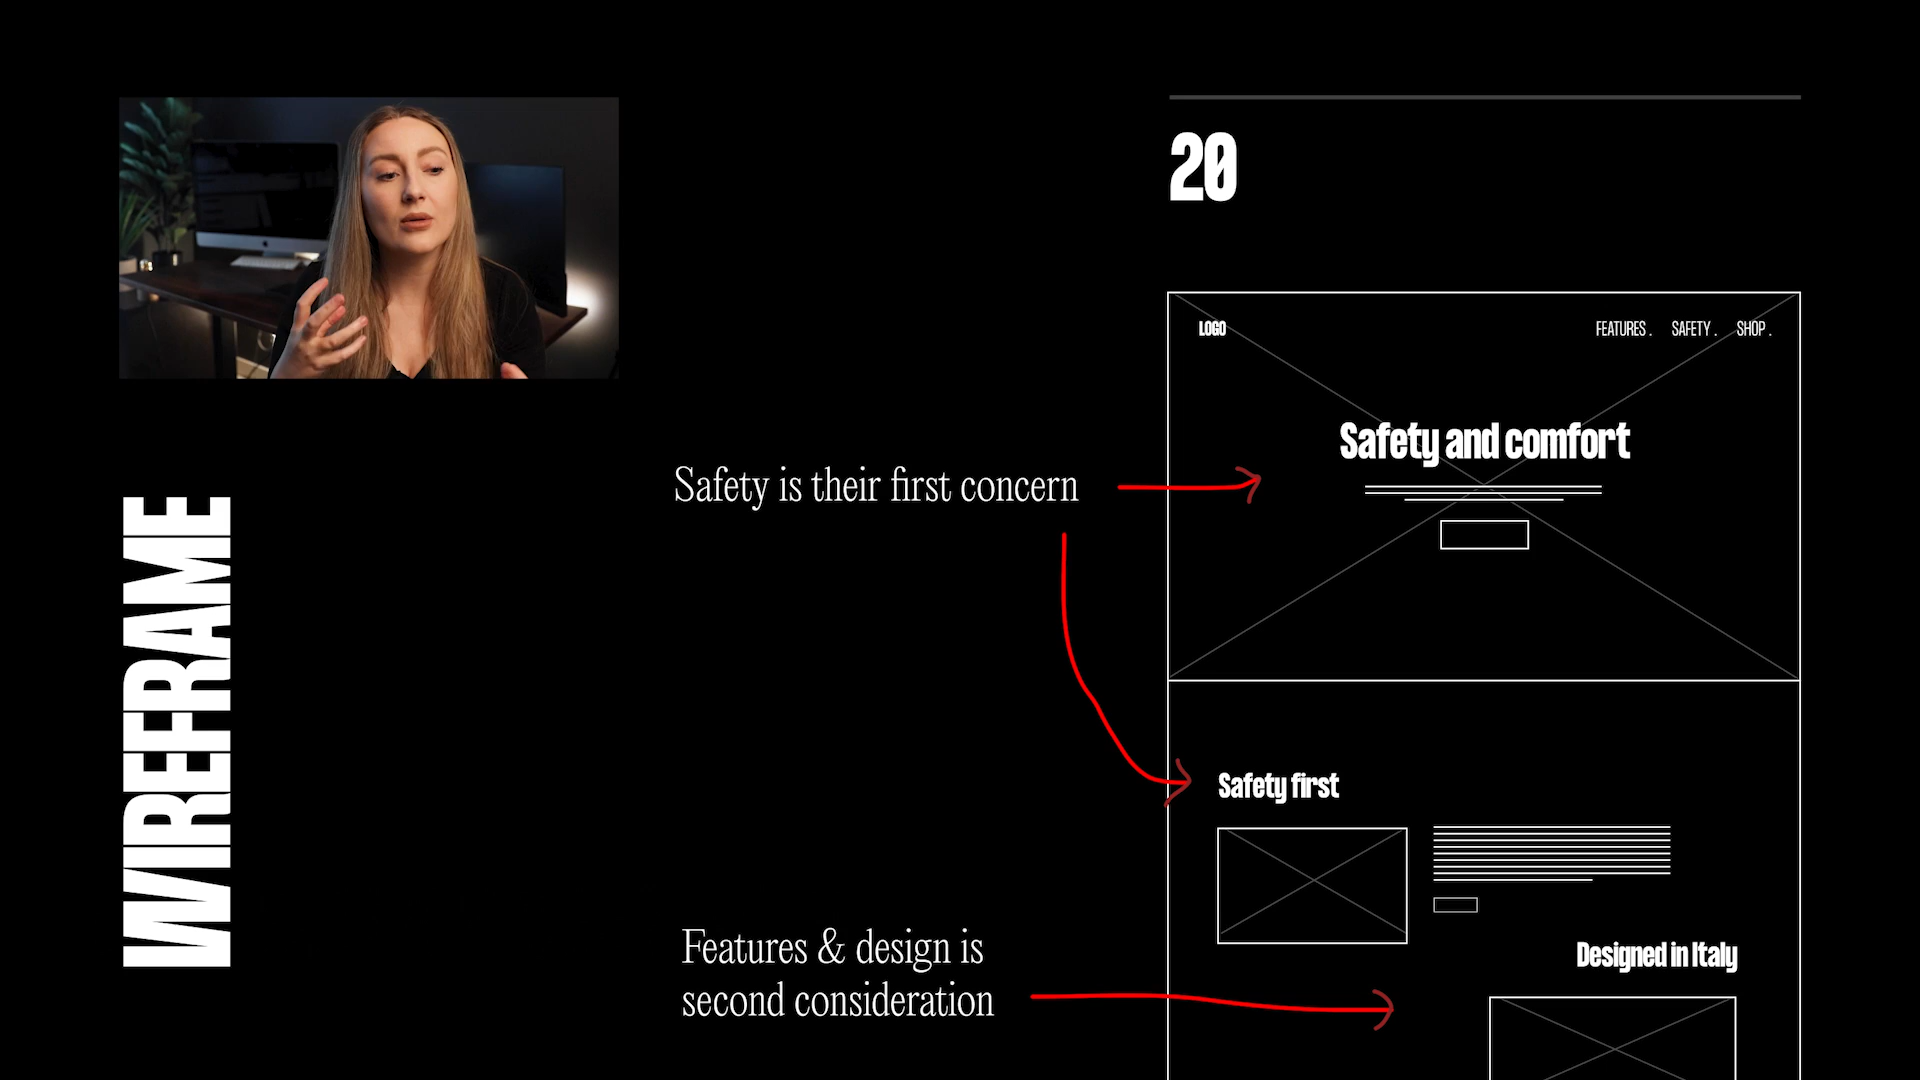 20
LOGO
FEATURES .
SAFETY .
SHOP .
Safety and comfort
Safety is their first concern
WIREFRAME
Safety first
Features & design is
second consideration
Designed in Italy